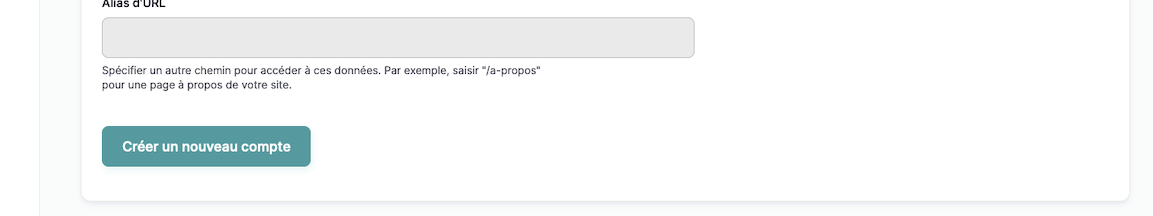 Alias d'URL
Spécifier un autre chemin pour accéder à ces données. Par exemple, saisir "/a-propos"
pour une page à propos de votre site.
Créer un nouveau compte